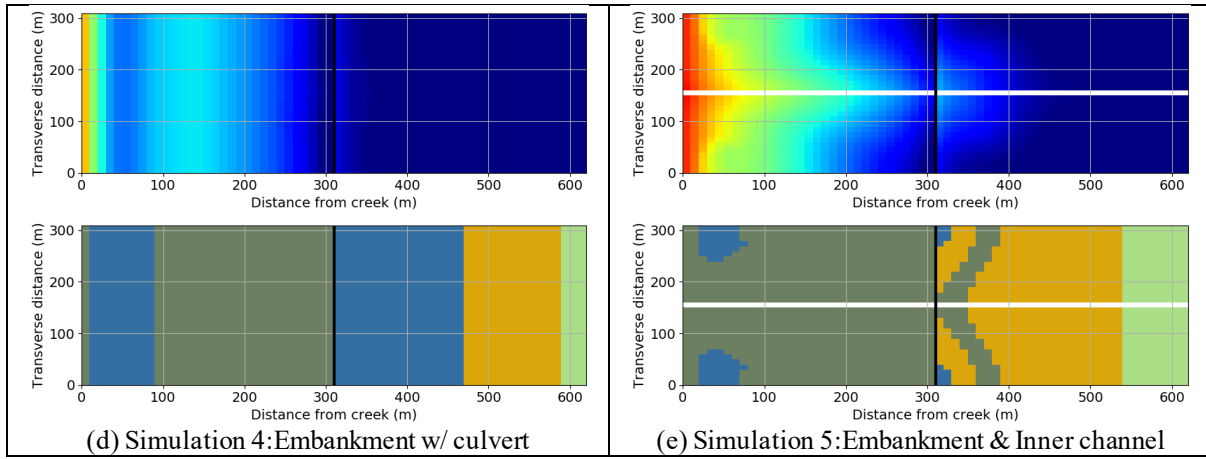 Transverse distance (m)
300
200
100
0
0 100 200 300 400 500 600
Distance from creek (m)
Transverse distance (m)
300
200
100
0
0 100 200 300 400 500 600
Distance from creek (m)
(d) Simulation 4:Embankment w/ culvert
Transverse distance (m)
300
200
100
0
0 100 200 300 400 500 600
Distance from creek (m)
Transverse distance (m)
300
200
100
0
0 100 200 300 400 500 600
Distance from creek (m)
(e) Simulation 5:Embankment & Inner channel